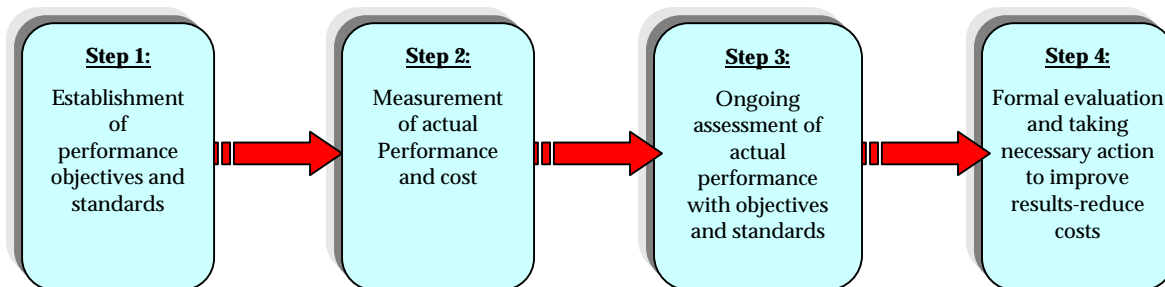 Step 1:
Establishment
of
performance
objectives and
standards
Step 2:
Measurement
of actual
Performance
and cost
Step 3:
Ongoing
assessment of
actual
performance
with objectives
and standards
Step 4:
Formal evaluation
and taking
necessary action
to improve
results-reduce
costs